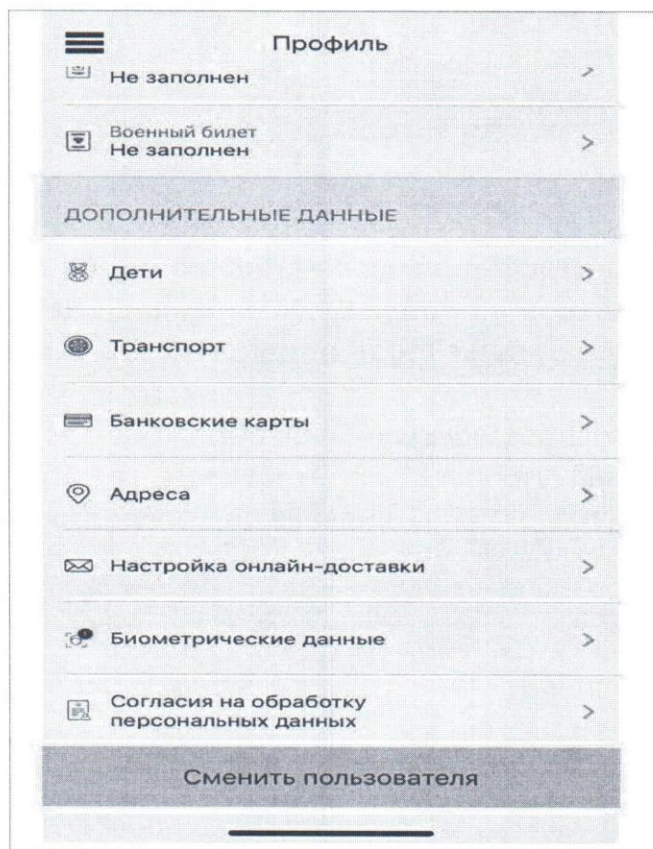 Профиль
Не заполнен
Военный билет
Не заполнен
ДОПОЛНИТЕЛЬНЫЕ ДАННЫЕ
Дети
Транспорт
Банковские карты
Адреса
Настройка онлайн-доставки
Биометрические данные
Согласия на обработку
персональных данных
Сменить пользователя